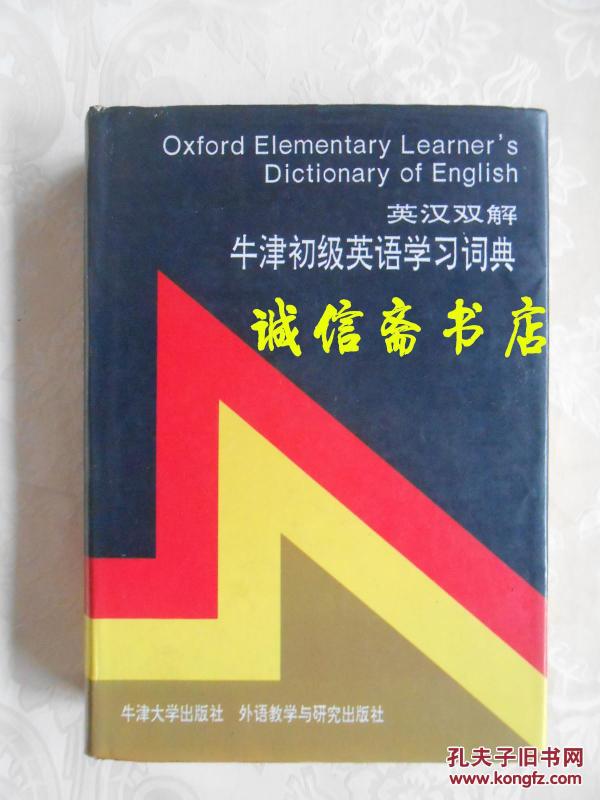 Oxford Elementary Learner's
Dictionary of English
英汉双解
牛津初级英语学习词典
诚信斋书店
牛津大学出版社 外语教学与研究出版社
孔夫子旧书网
www.kongfz.com